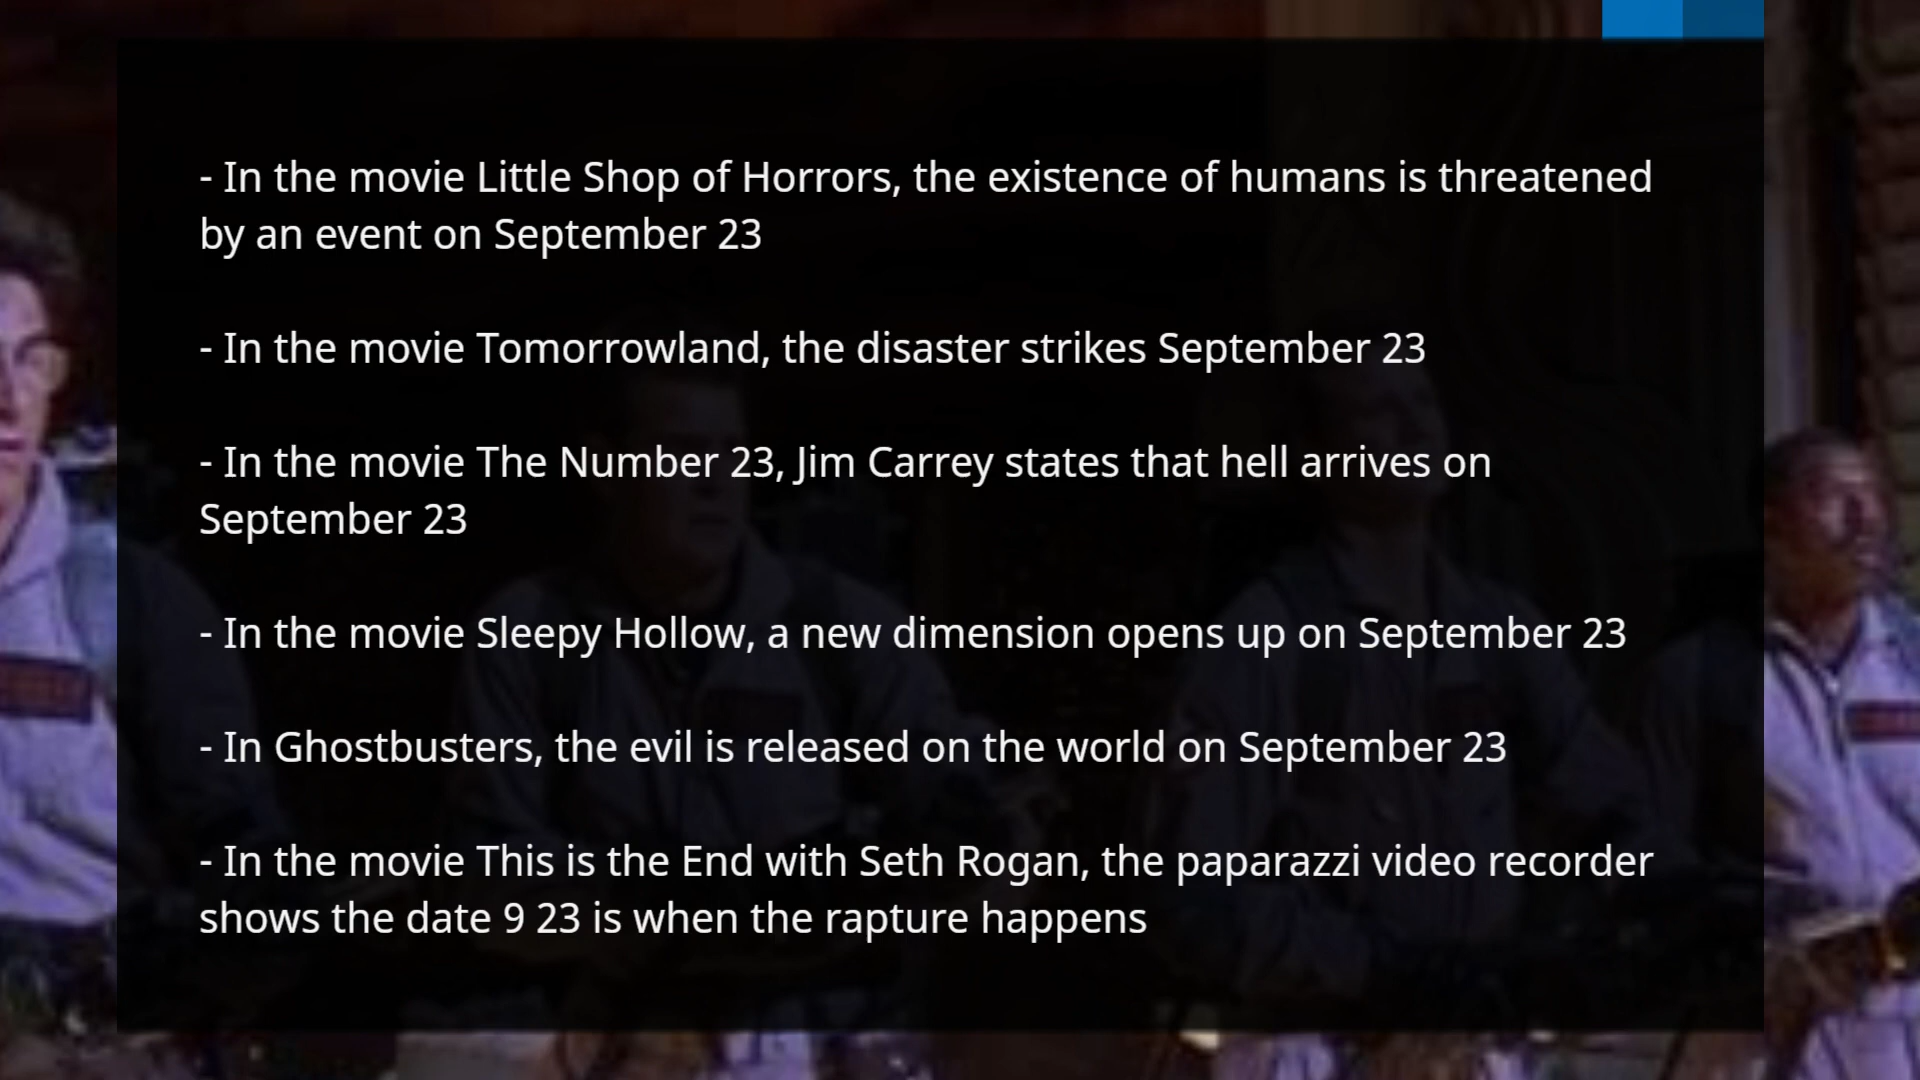 - In the movie Little Shop of Horrors, the existence of humans is threatened
by an event on September 23
- In the movie Tomorrowland, the disaster strikes September 23
- In the movie The Number 23, Jim Carrey states that hell arrives on
September 23
- In the movie Sleepy Hollow, a new dimension opens up on September 23
- In Ghostbusters, the evil is released on the world on September 23
- In the movie This is the End with Seth Rogan, the paparazzi video recorder
shows the date 9 23 is when the rapture happens